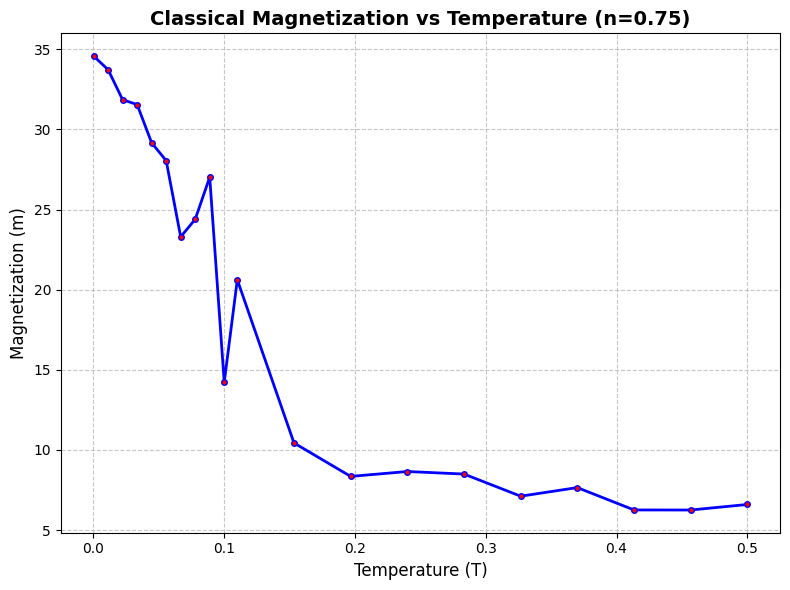 Classical Magnetization vs Temperature (n=0.75)
Magnetization (m)
35
30
25
20
15
10
5
0.0 0.1 0.2 0.3 0.4 0.5
Temperature (T)